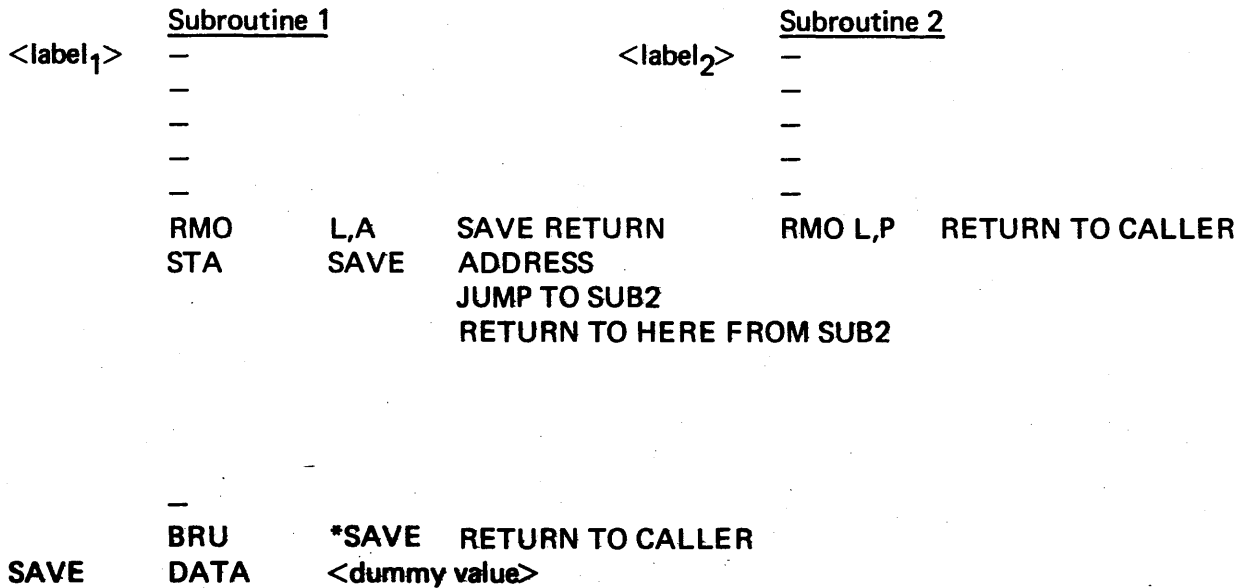 Subroutine 1 Subroutine 2
<label1> — <label2> —
— —
— —
— —
— —
RMO L,A SAVE RETURN RMO L,P RETURN TO CALLER
STA SAVE ADDRESS
JUMP TO SUB2
RETURN TO HERE FROM SUB2
—
BRU *SAVE RETURN TO CALLER
SAVE DATA <dummy value>